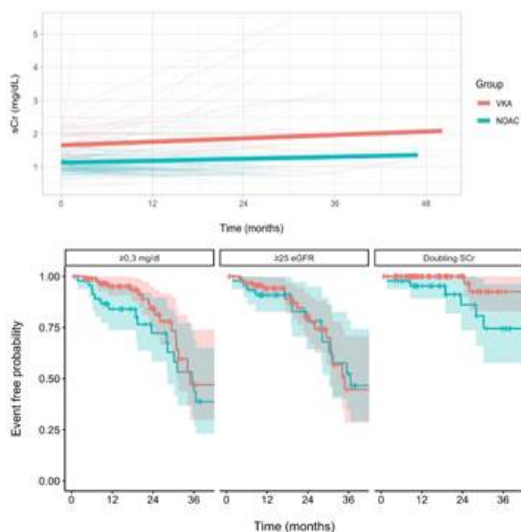 5
4
3
2
1
sCr (mg/dL)
0
12
24
36
48
Time (months)
Group
VKA
NOAC
≥0,3 mg/dl
≥25 eGFR
Doubling SCr
1.00
0.75
0.50
0.25
0.00
Event free probability
0 12 24 36
0 12 24 36
0 12 24 36
Time (months)